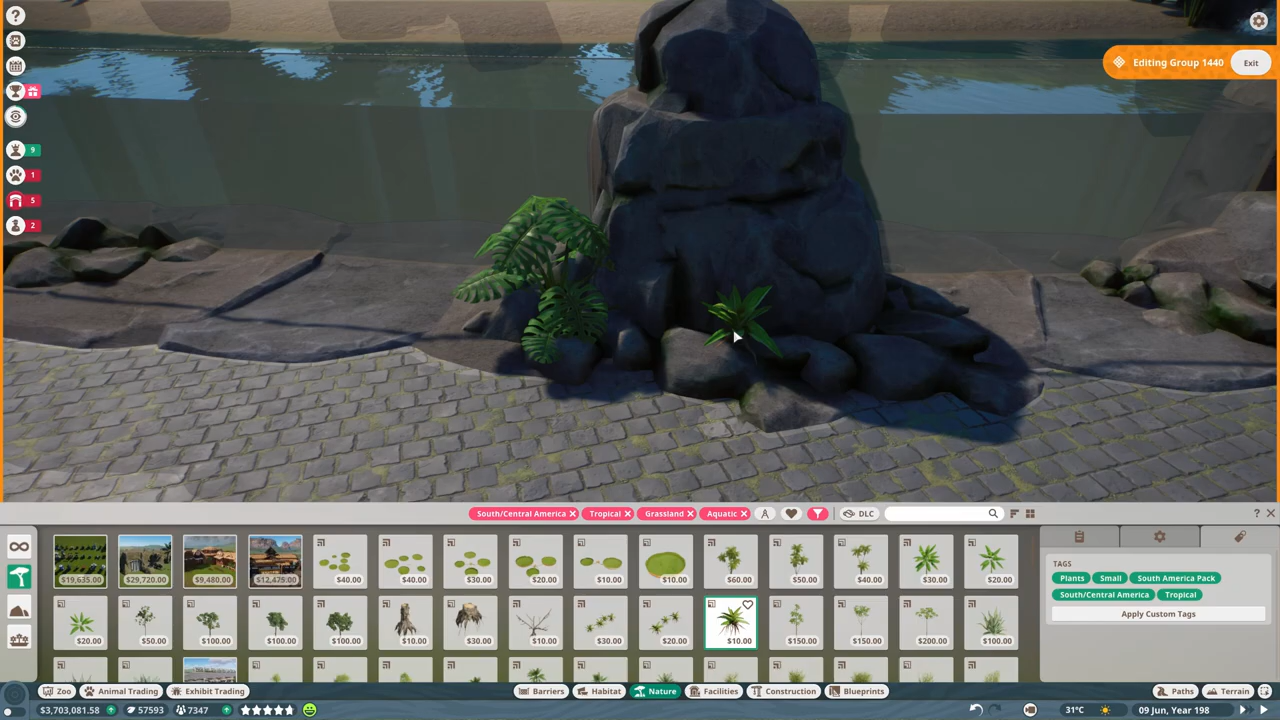 ?
Editing Group 1440 Exit
9
1
5
2
South/Central America × Tropical × Grassland × Aquatic × DLC ? ×
$19,635.00 $29,720.00 $9,480.00 $12,475.00 $40.00 $40.00 $30.00 $20.00 $10.00 $10.00 $60.00 $50.00 $40.00 $30.00 $20.00
$20.00 $50.00 $100.00 $100.00 $100.00 $10.00 $30.00 $10.00 $30.00 $20.00 $10.00 $150.00 $150.00 $200.00 $100.00
TAGS
Plants Small South America Pack
South/Central America Tropical
Apply Custom Tags
Zoo Animal Trading Exhibit Trading Barriers Habitat Nature Facilities Construction Blueprints Paths Terrain
$3,703,081.58 57593 7347 31°C 09 Jun, Year 198